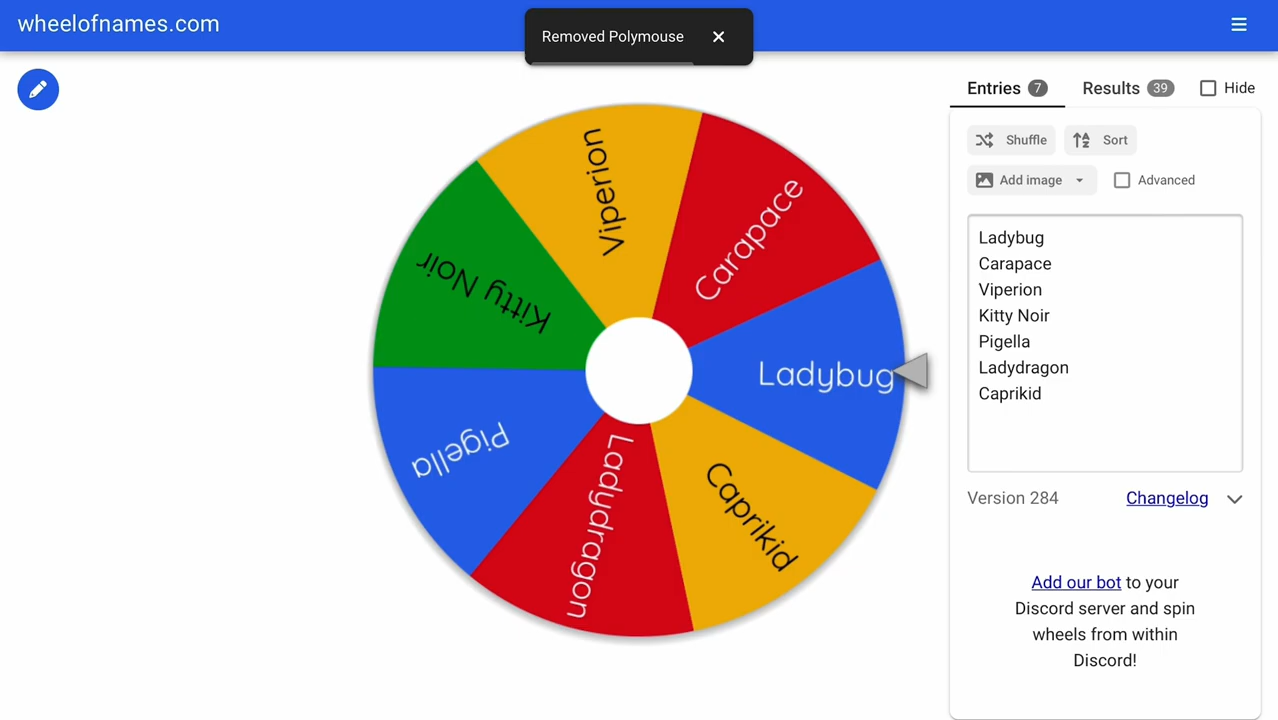 wheelofnames.com
Removed Polymouse
Entries 7
Results 39
Hide
Shuffle
Sort
Add image
Advanced
Ladybug
Carapace
Viperion
Kitty Noir
Pigella
Ladydragon
Caprikid
Version 284
Changelog
Add our bot to your
Discord server and spin
wheels from within
Discord!
Viperion
Carapace
Ladybug
Caprikid
Ladydragon
Pigella
Kitty Noir